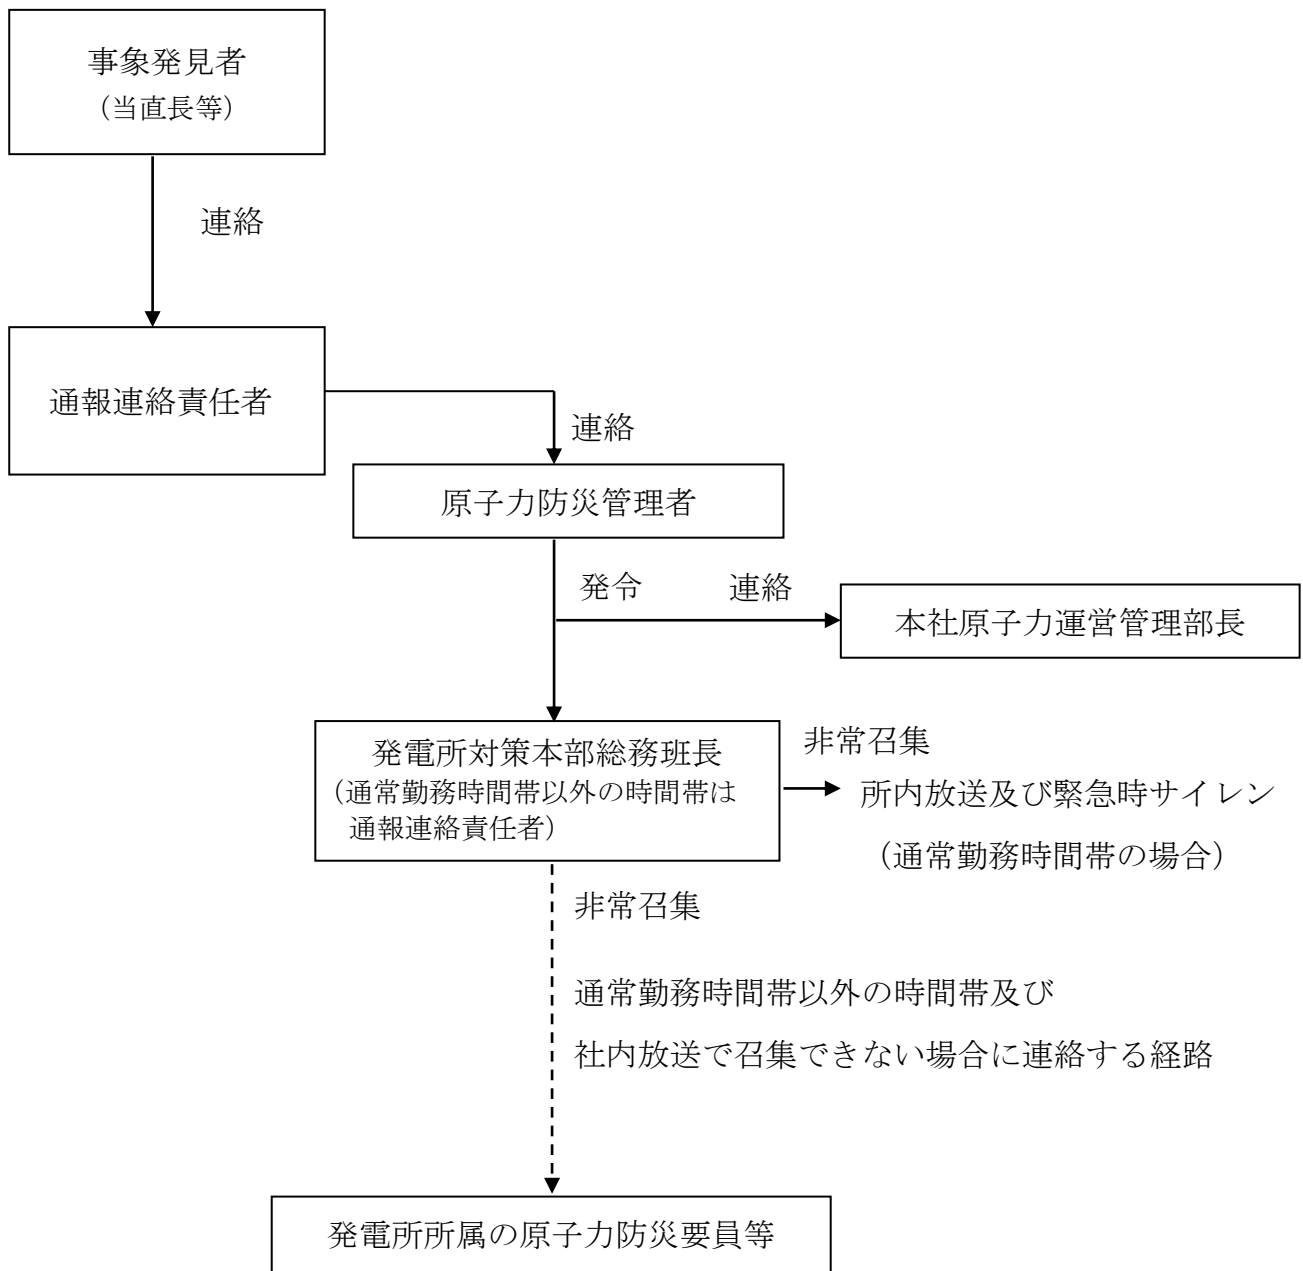 事象発見者
（当直長等）
連絡
通報連絡責任者
連絡
原子力防災管理者
発令
連絡
本社原子力運営管理部長
発電所対策本部総務班長
（通常勤務時間帯以外の時間帯は
通報連絡責任者）
非常召集
所内放送及び緊急時サイレン
（通常勤務時間帯の場合）
非常召集
通常勤務時間帯以外の時間帯及び
社内放送で召集できない場合に連絡する経路
発電所所属の原子力防災要員等